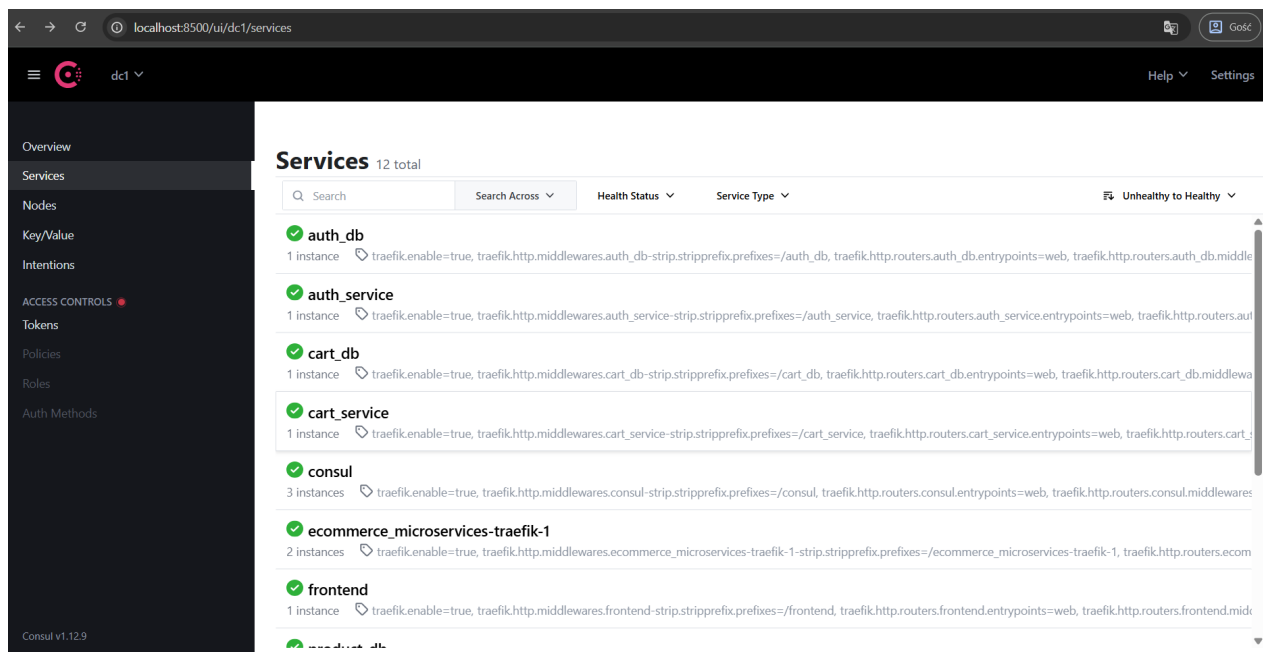 localhost:8500/ui/dc1/services
Gość
dc1
Help
Settings
Overview
Services
Nodes
Key/Value
Intentions
ACCESS CONTROLS
Tokens
Policies
Roles
Auth Methods
Consul v1.12.9
Services 12 total
Search
Search Across
Health Status
Service Type
Unhealthy to Healthy
auth_db
1 instance traefik.enable=true, traefik.http.middlewares.auth_db-strip.stripprefix.prefixes=/auth_db, traefik.http.routers.auth_db.entrypoints=web, traefik.http.routers.auth_db.middle
auth_service
1 instance traefik.enable=true, traefik.http.middlewares.auth_service-strip.stripprefix.prefixes=/auth_service, traefik.http.routers.auth_service.entrypoints=web, traefik.http.routers.aut
cart_db
1 instance traefik.enable=true, traefik.http.middlewares.cart_db-strip.stripprefix.prefixes=/cart_db, traefik.http.routers.cart_db.entrypoints=web, traefik.http.routers.cart_db.middlewa
cart_service
1 instance traefik.enable=true, traefik.http.middlewares.cart_service-strip.stripprefix.prefixes=/cart_service, traefik.http.routers.cart_service.entrypoints=web, traefik.http.routers.cart_s
consul
3 instances traefik.enable=true, traefik.http.middlewares.consul-strip.stripprefix.prefixes=/consul, traefik.http.routers.consul.entrypoints=web, traefik.http.routers.consul.middlewares
ecommerce_microservices-traefik-1
2 instances traefik.enable=true, traefik.http.middlewares.ecommerce_microservices-traefik-1-strip.stripprefix.prefixes=/ecommerce_microservices-traefik-1, traefik.http.routers.ecom
frontend
1 instance traefik.enable=true, traefik.http.middlewares.frontend-strip.stripprefix.prefixes=/frontend, traefik.http.routers.frontend.entrypoints=web, traefik.http.routers.frontend.midd
product_db